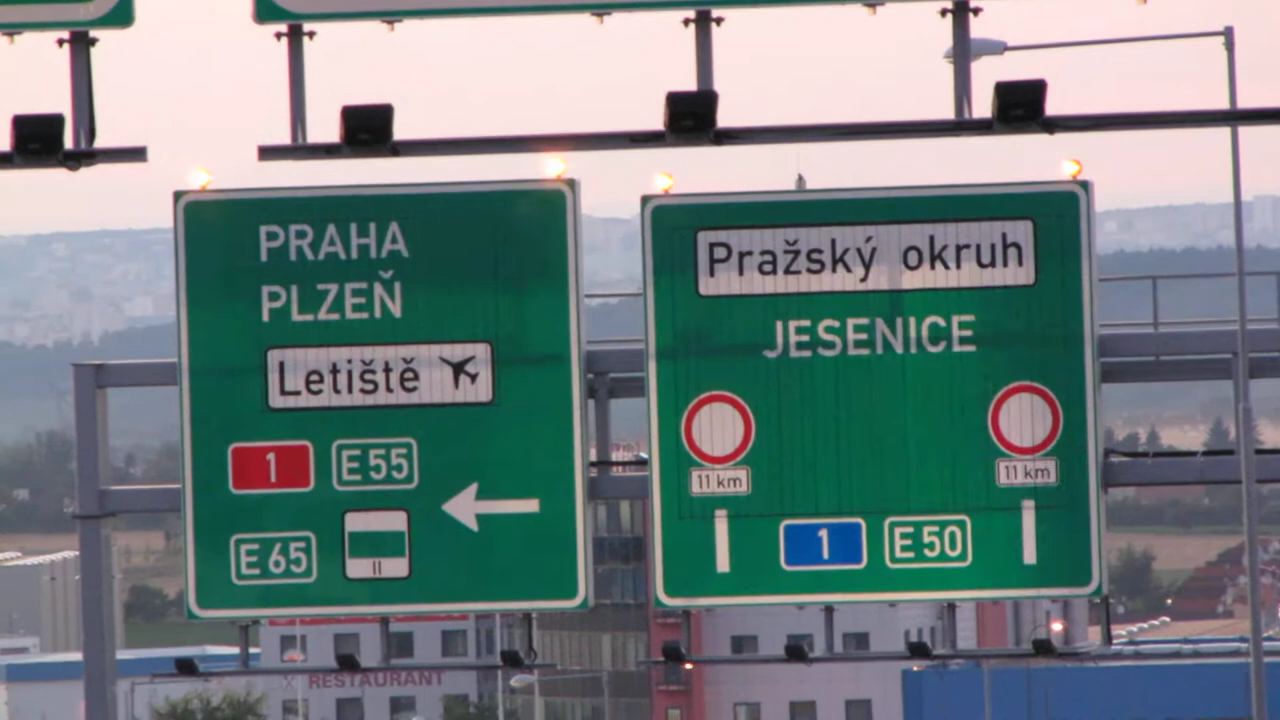 PRAHA
PLZEŇ
Letiště
1 E55
E65
II
Pražský okruh
JESENICE
11 km 11 km
1 E50
RESTAURANT